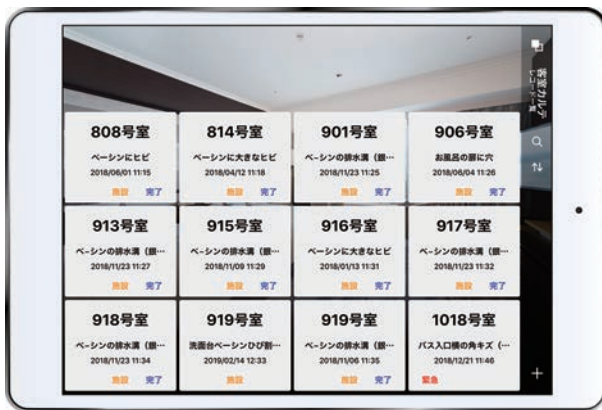 客室カルテ
レコード一覧
808号室
ベーシンにヒビ
2018/06/01 11:15
施設 完了
814号室
ベーシンに大きなヒビ
2018/04/12 11:18
施設 完了
901号室
ベーシンの排水溝（銀…
2018/11/23 11:25
施設 完了
906号室
お風呂の扉に穴
2018/06/04 11:26
施設 完了
913号室
ベーシンの排水溝（銀…
2018/11/23 11:27
施設 完了
915号室
ベーシンの排水溝（銀…
2018/11/09 11:29
施設 完了
916号室
ベーシンに大きなヒビ
2018/01/13 11:31
施設 完了
917号室
ベーシンの排水溝（銀…
2018/11/23 11:32
施設 完了
918号室
ベーシンの排水溝（銀…
2018/11/23 11:34
施設 完了
919号室
洗面台ベーシンひび割…
2019/02/14 12:33
施設
919号室
ベーシンの排水溝（銀…
2018/11/06 11:35
施設 完了
1018号室
バス入口横の角キズ（…
2018/12/21 11:46
緊急